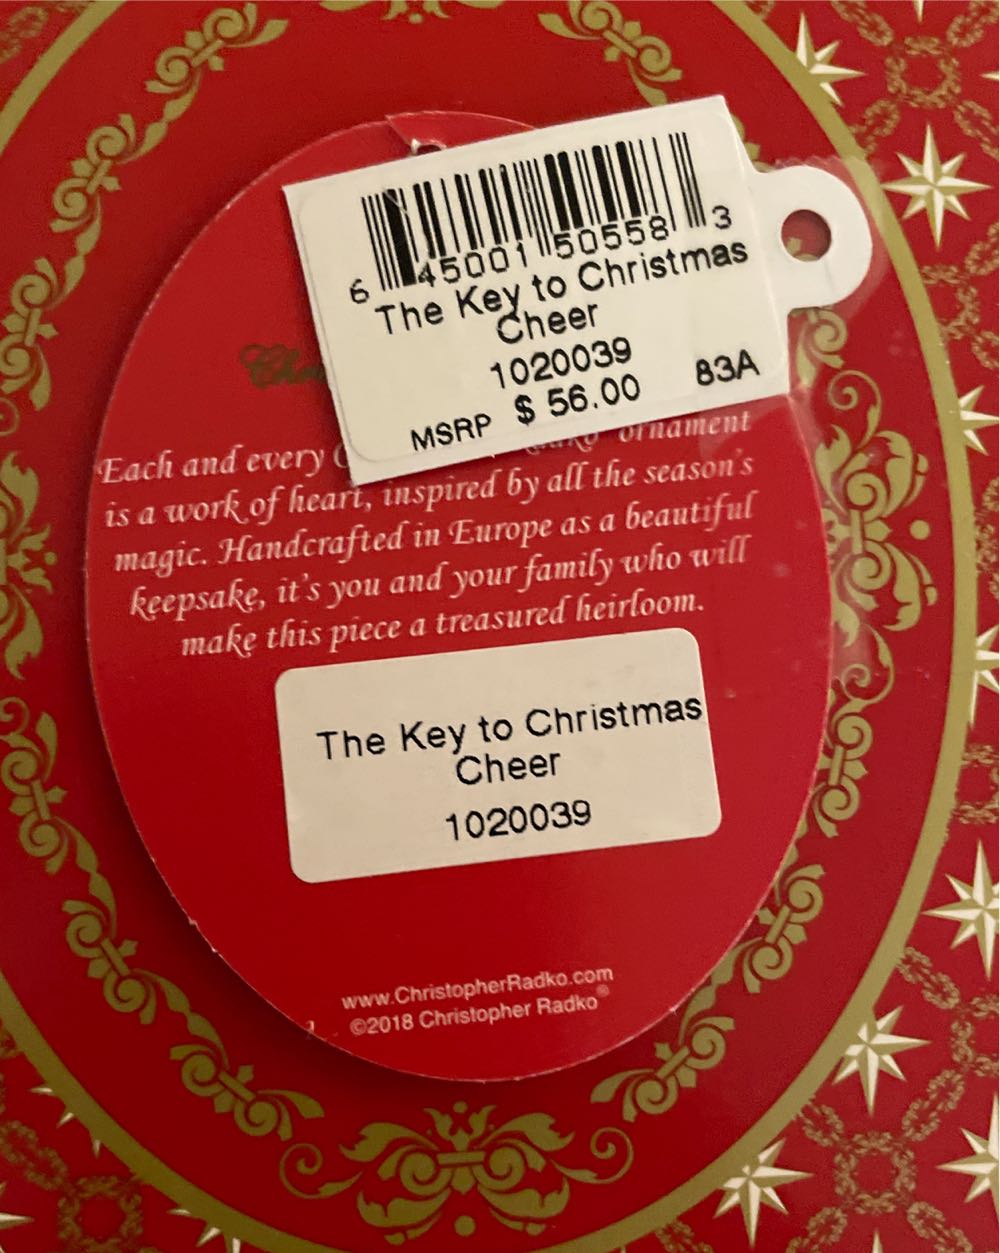 6 45001 50558 3
The Key to Christmas
Cheer
1020039
MSRP $ 56.00 83A
Each and every ornament
is a work of heart, inspired by all the season's
magic. Handcrafted in Europe as a beautiful
keepsake, it's you and your family who will
make this piece a treasured heirloom.
The Key to Christmas
Cheer
1020039
www.ChristopherRadko.com
©2018 Christopher Radko®